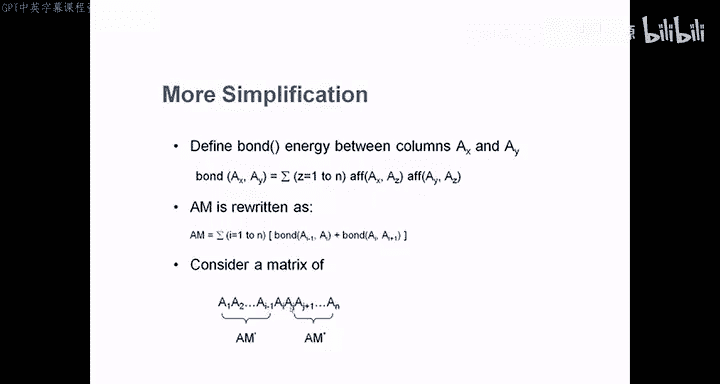 GPT中英字幕课程资
源
bilibili
More Simplification
• Define bond() energy between columns Ax and Ay
bond (Ax, Ay) = ∑ (z=1 to n) aff(Ax, Az) aff(Ay, Az)
• AM is rewritten as:
AM = ∑ (i=1 to n) [ bond(Ai-1, Ai) + bond(Ai, Ai+1) ]
• Consider a matrix of
A1A2…Ai-1AiAjAj+1…An
AM' AM"